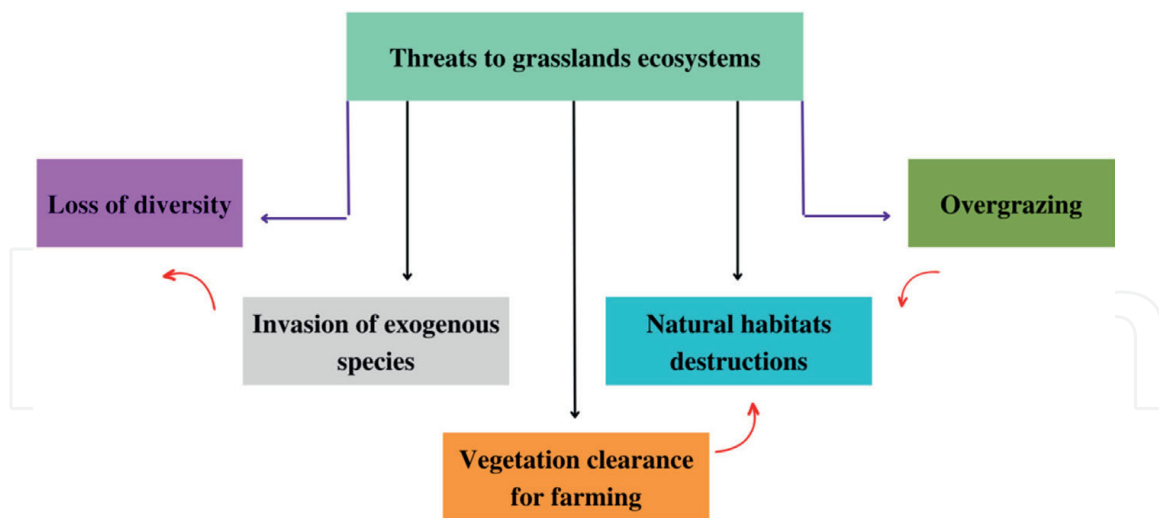 Threats to grasslands ecosystems
Loss of diversity
Overgrazing
Invasion of exogenous
species
Natural habitats
destructions
Vegetation clearance
for farming